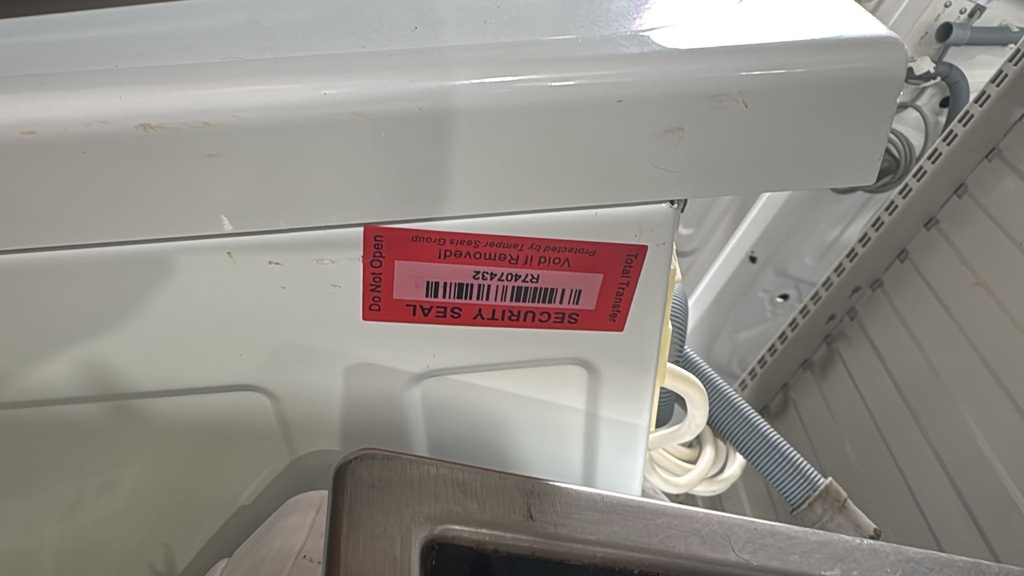 Total Transfer
SECURITY SEAL
R7407432
Void if Removed!
Protected by Tamper Seals Group
Do Not Open